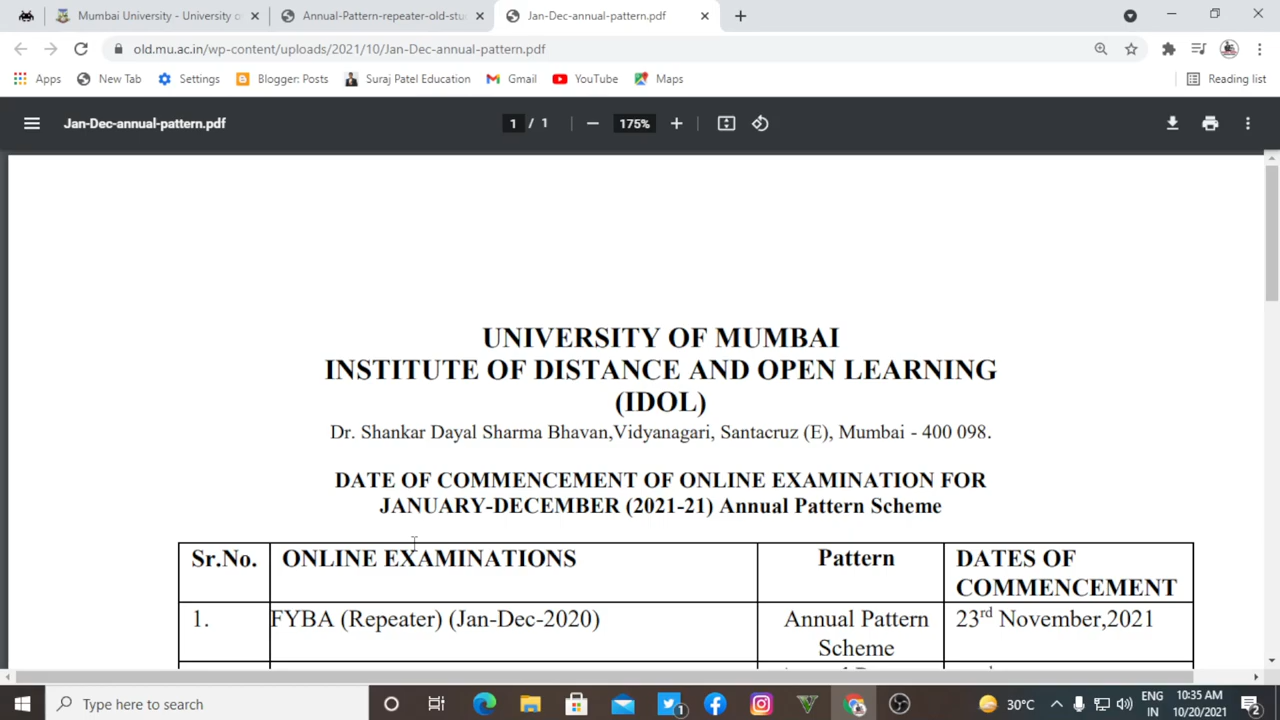 Mumbai University - University o
Annual-Pattern-repeater-old-stu
Jan-Dec-annual-pattern.pdf
old.mu.ac.in/wp-content/uploads/2021/10/Jan-Dec-annual-pattern.pdf
Apps
New Tab
Settings
Blogger: Posts
Suraj Patel Education
Gmail
YouTube
Maps
Reading list
Jan-Dec-annual-pattern.pdf
1 / 1
175%
UNIVERSITY OF MUMBAI
INSTITUTE OF DISTANCE AND OPEN LEARNING
(IDOL)
Dr. Shankar Dayal Sharma Bhavan,Vidyanagari, Santacruz (E), Mumbai - 400 098.
DATE OF COMMENCEMENT OF ONLINE EXAMINATION FOR
JANUARY-DECEMBER (2021-21) Annual Pattern Scheme
Sr.No.
ONLINE EXAMINATIONS
Pattern
DATES OF
COMMENCEMENT
1.
FYBA (Repeater) (Jan-Dec-2020)
Annual Pattern
Scheme
23rd November,2021
Type here to search
1
30°C
ENG
IN
10:35 AM
10/20/2021
2